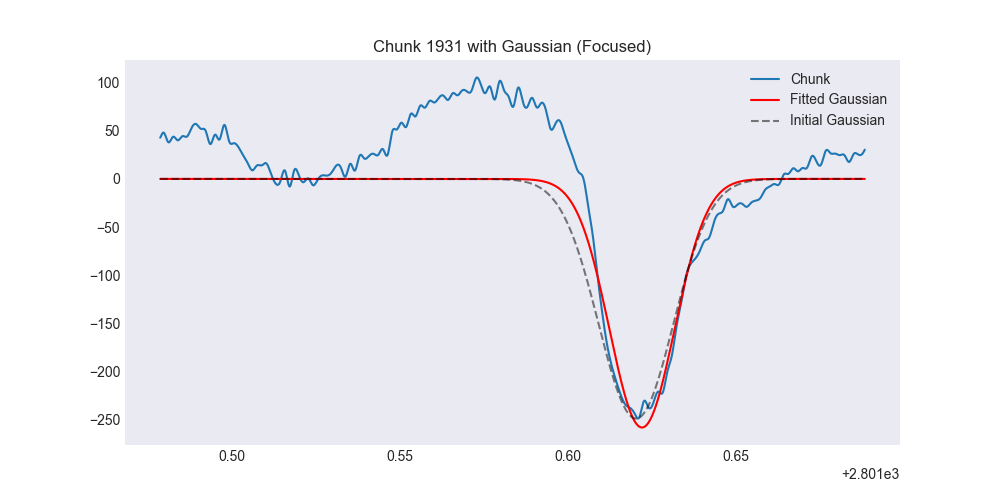 Chunk 1931 with Gaussian (Focused)
Chunk
Fitted Gaussian
Initial Gaussian
100
50
0
−50
−100
−150
−200
−250
0.50
0.55
0.60
0.65
+2.801e3